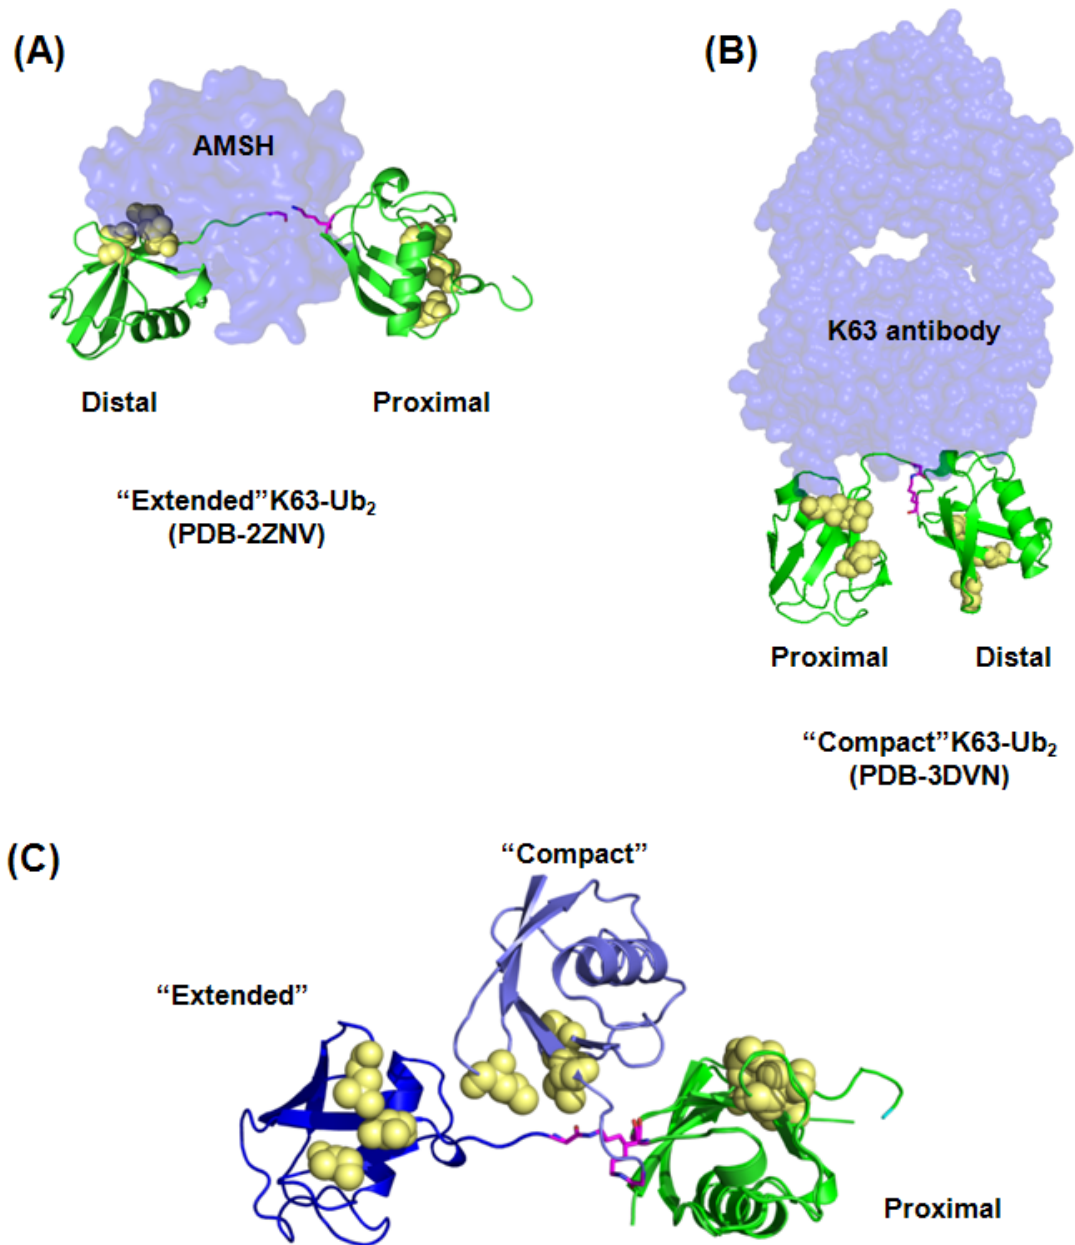 (A)
AMSH
Distal
Proximal
“Extended”K63-Ub₂
(PDB-2ZNV)
(B)
K63 antibody
Proximal
Distal
“Compact”K63-Ub₂
(PDB-3DVN)
(C)
“Compact”
“Extended”
Proximal